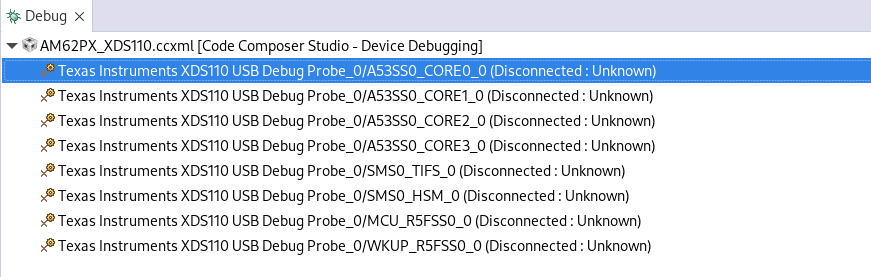 Debug
AM62PX_XDS110.ccxml [Code Composer Studio - Device Debugging]
Texas Instruments XDS110 USB Debug Probe_0/A53SS0_CORE0_0 (Disconnected : Unknown)
Texas Instruments XDS110 USB Debug Probe_0/A53SS0_CORE1_0 (Disconnected : Unknown)
Texas Instruments XDS110 USB Debug Probe_0/A53SS0_CORE2_0 (Disconnected : Unknown)
Texas Instruments XDS110 USB Debug Probe_0/A53SS0_CORE3_0 (Disconnected : Unknown)
Texas Instruments XDS110 USB Debug Probe_0/SMS0_TIFS_0 (Disconnected : Unknown)
Texas Instruments XDS110 USB Debug Probe_0/SMS0_HSM_0 (Disconnected : Unknown)
Texas Instruments XDS110 USB Debug Probe_0/MCU_R5FSS0_0 (Disconnected : Unknown)
Texas Instruments XDS110 USB Debug Probe_0/WKUP_R5FSS0_0 (Disconnected : Unknown)